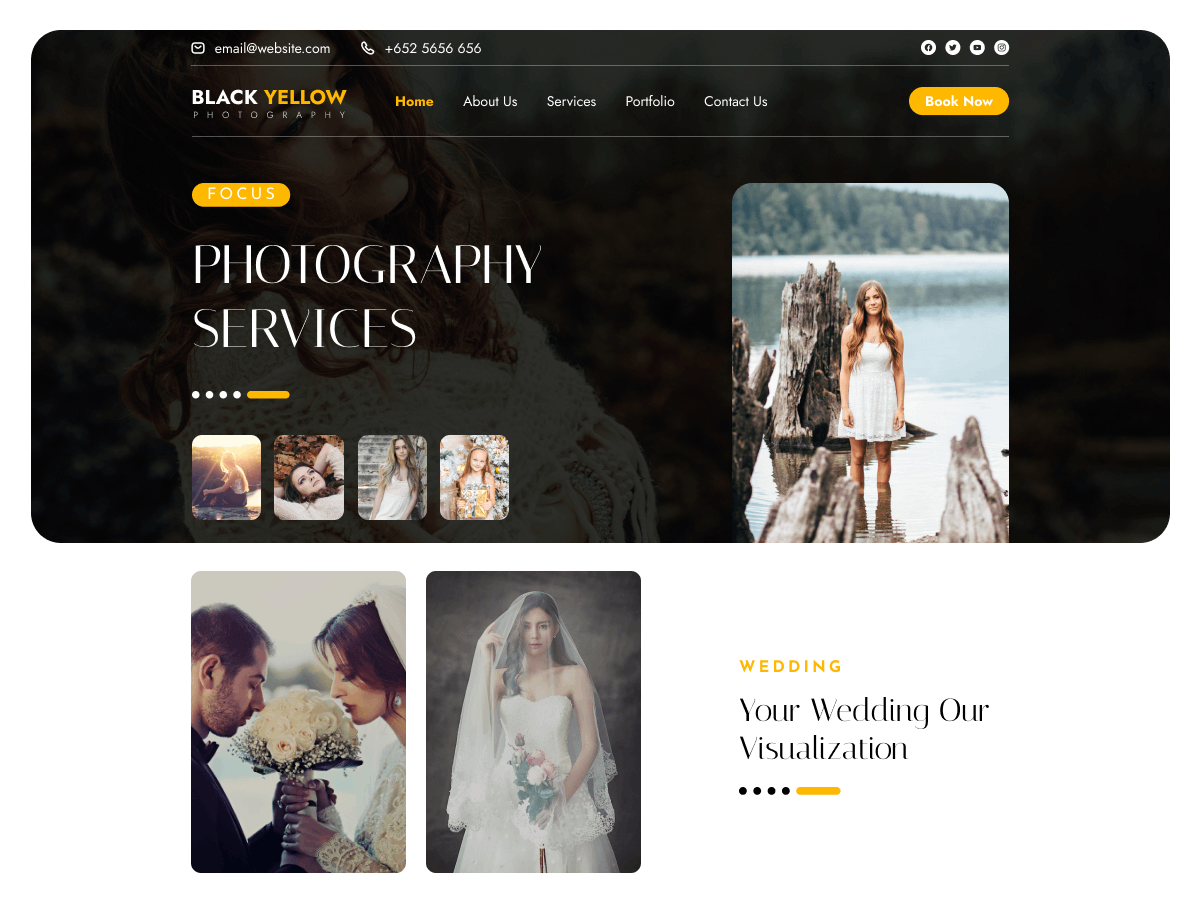 email@website.com +652 5656 656
BLACK YELLOW
PHOTOGRAPHY
Home About Us Services Portfolio Contact Us Book Now
FOCUS
PHOTOGRAPHY
SERVICES
WEDDING
Your Wedding Our
Visualization